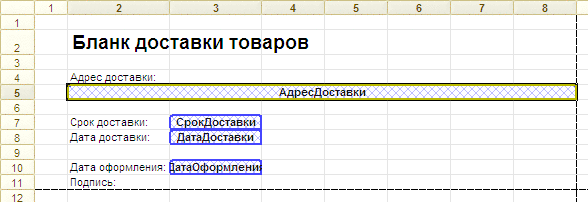 1 2 3 4 5 6 7 8
1
2 Бланк доставки товаров
3
4 Адрес доставки:
5 АдресДоставки
6
7 Срок доставки: СрокДоставки
8 Дата доставки: ДатаДоставки
9
10 Дата оформления: ДатаОформления
11 Подпись:
12